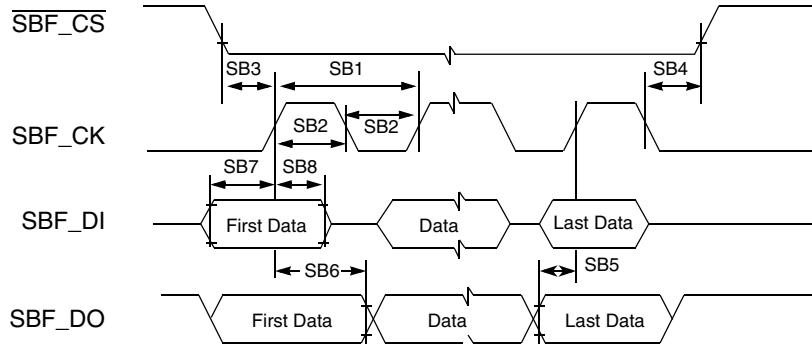 SBF_CS
SB3 SB1 SB4
SBF_CK
SB2 SB2
SB7 SB8
SBF_DI
First Data Data Last Data
SB6 SB5
SBF_DO
First Data Data Last Data